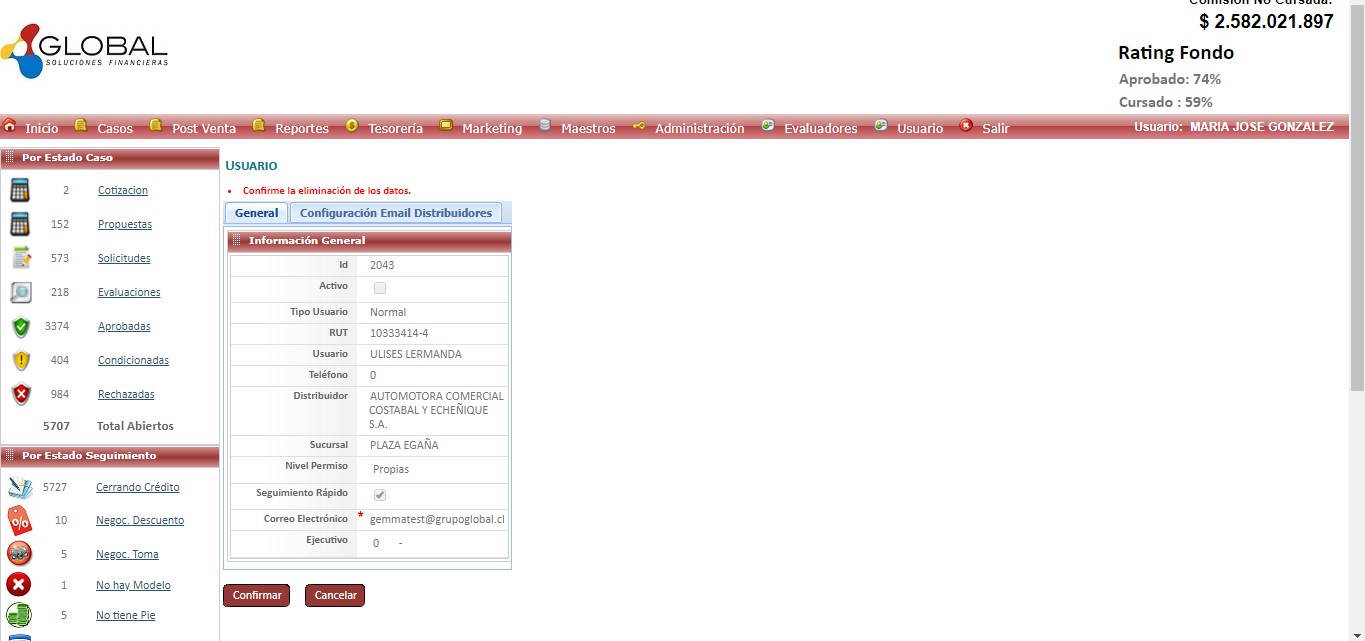 Comisión No Cursada:
$ 2.582.021.897
GLOBAL
SOLUCIONES FINANCIERAS
Rating Fondo
Aprobado: 74%
Cursado : 59%
Inicio Casos Post Venta Reportes Tesorería Marketing Maestros Administración Evaluadores Usuario Salir Usuario: MARIA JOSE GONZALEZ
Por Estado Caso
2 Cotizacion
152 Propuestas
573 Solicitudes
218 Evaluaciones
3374 Aprobadas
404 Condicionadas
984 Rechazadas
5707 Total Abiertos
Por Estado Seguimiento
5727 Cerrando Crédito
10 Negoc. Descuento
5 Negoc. Toma
1 No hay Modelo
5 No tiene Pie
USUARIO
• Confirme la eliminación de los datos.
General Configuración Email Distribuidores
Información General
Id 2043
Activo
Tipo Usuario Normal
RUT 10333414-4
Usuario ULISES LERMANDA
Teléfono 0
Distribuidor AUTOMOTORA COMERCIAL
COSTABAL Y ECHEÑIQUE
S.A.
Sucursal PLAZA EGAÑA
Nivel Permiso Propias
Seguimiento Rápido
Correo Electrónico * gemmatest@grupoglobal.cl
Ejecutivo 0 -
Confirmar Cancelar